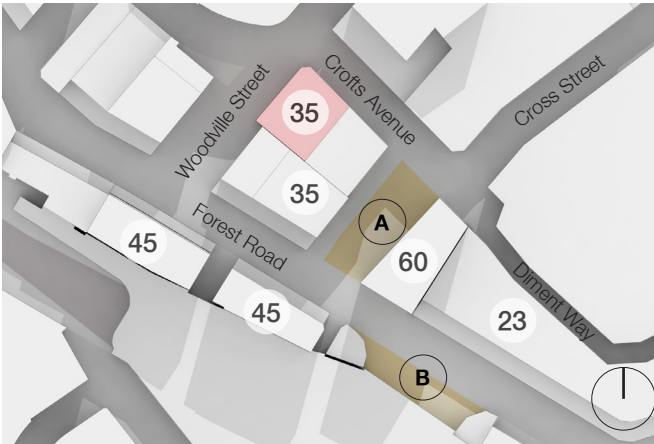 Woodville Street
Crofts Avenue
Cross Street
35
35
Forest Road
A
45
60
45
23
Diment Way
B